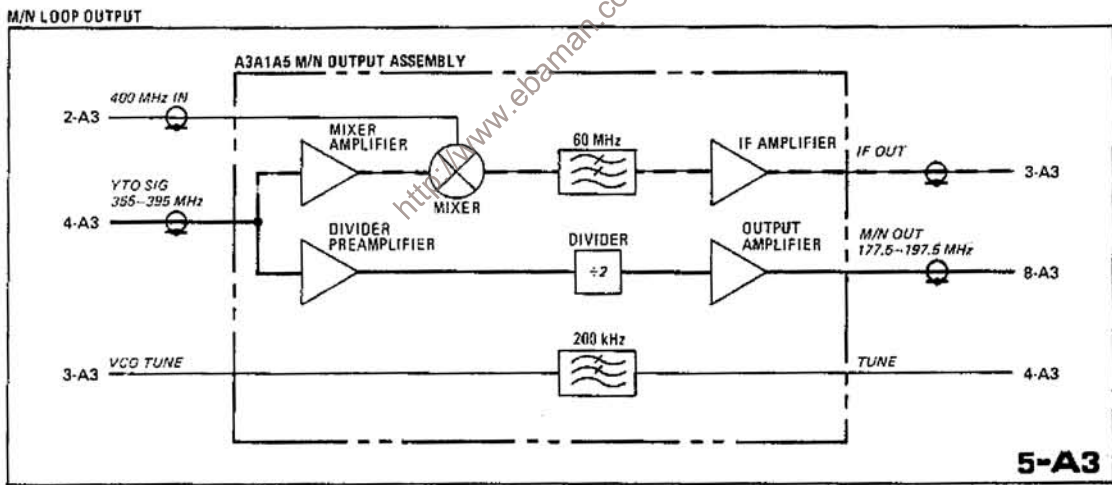 M/N LOOP OUTPUT
A3A1A5 M/N OUTPUT ASSEMBLY
2-A3
400 MHz IN
MIXER
AMPLIFIER
60 MHz
IF AMPLIFIER
IF OUT
3-A3
YTO SIG
355-395 MHz
4-A3
MIXER
DIVIDER
PREAMPLIFIER
DIVIDER
÷2
OUTPUT
AMPLIFIER
M/N OUT
177.5-197.5 MHz
8-A3
3-A3
VCO TUNE
200 kHz
TUNE
4-A3
5-A3
http://www.ebaman.com